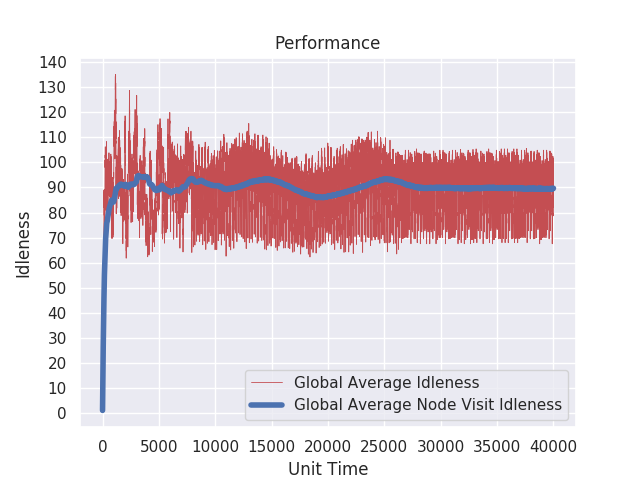 Performance
140
130
120
110
100
90
80
70
60
50
40
30
20
10
0
Idleness
Global Average Idleness
Global Average Node Visit Idleness
0 5000 10000 15000 20000 25000 30000 35000 40000
Unit Time